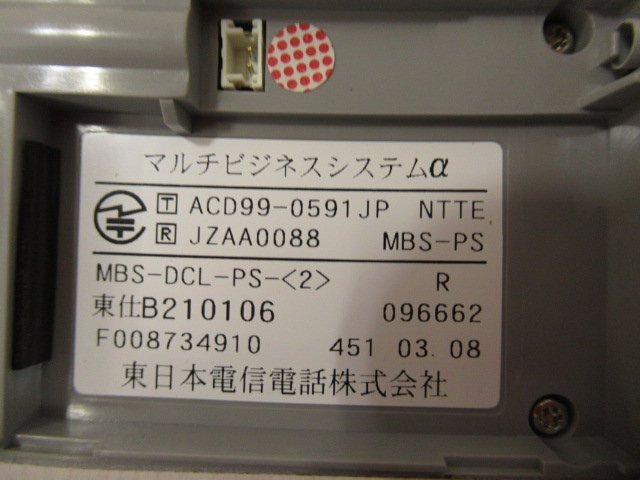 マルチビジネスシステムα
T ACD99-0591JP NTTE
R JZAA0088 MBS-PS
MBS-DCL-PS-<2> R
東仕B210106 096662
F008734910 451 03.08
東日本電信電話株式会社